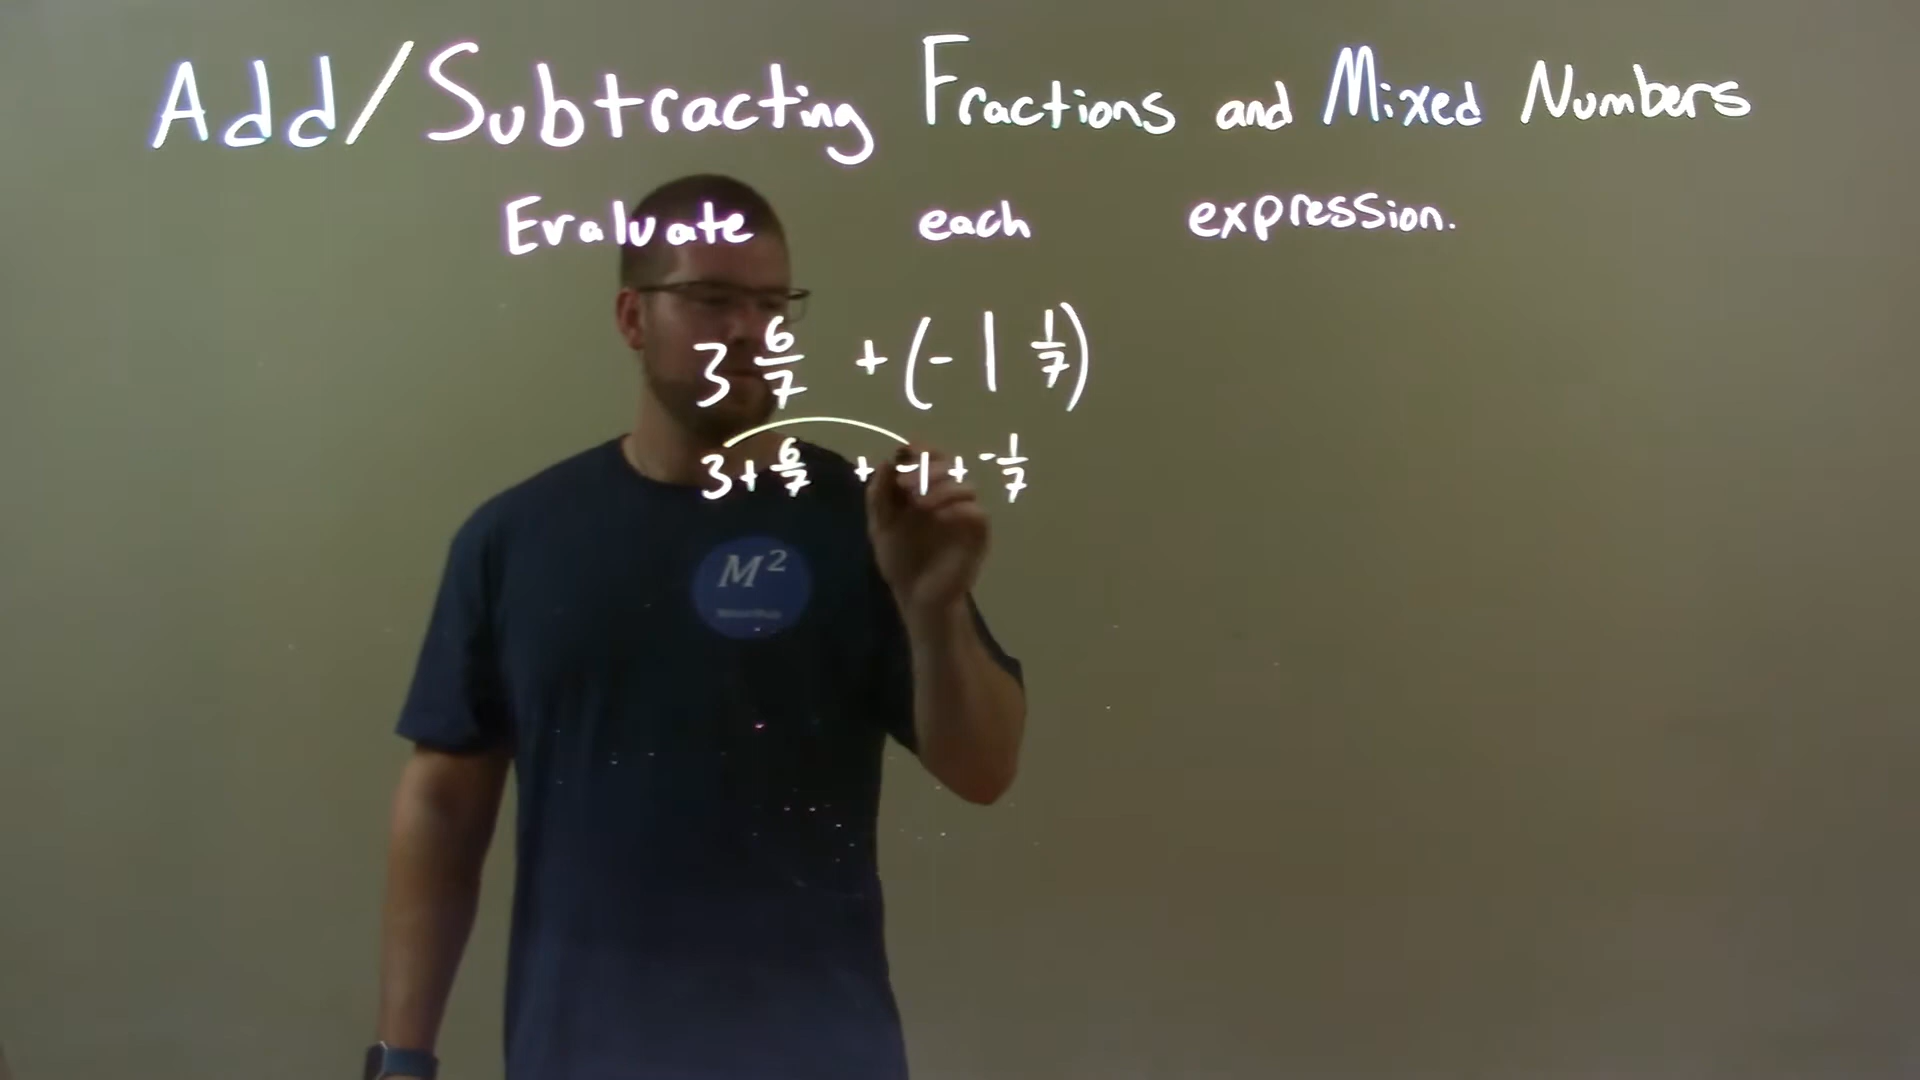 Add/Subtracting Fractions and Mixed Numbers
Evaluate each expression.
3 6/7 + (-1 1/7)
3 + 6/7 + -1 + -1/7
M²